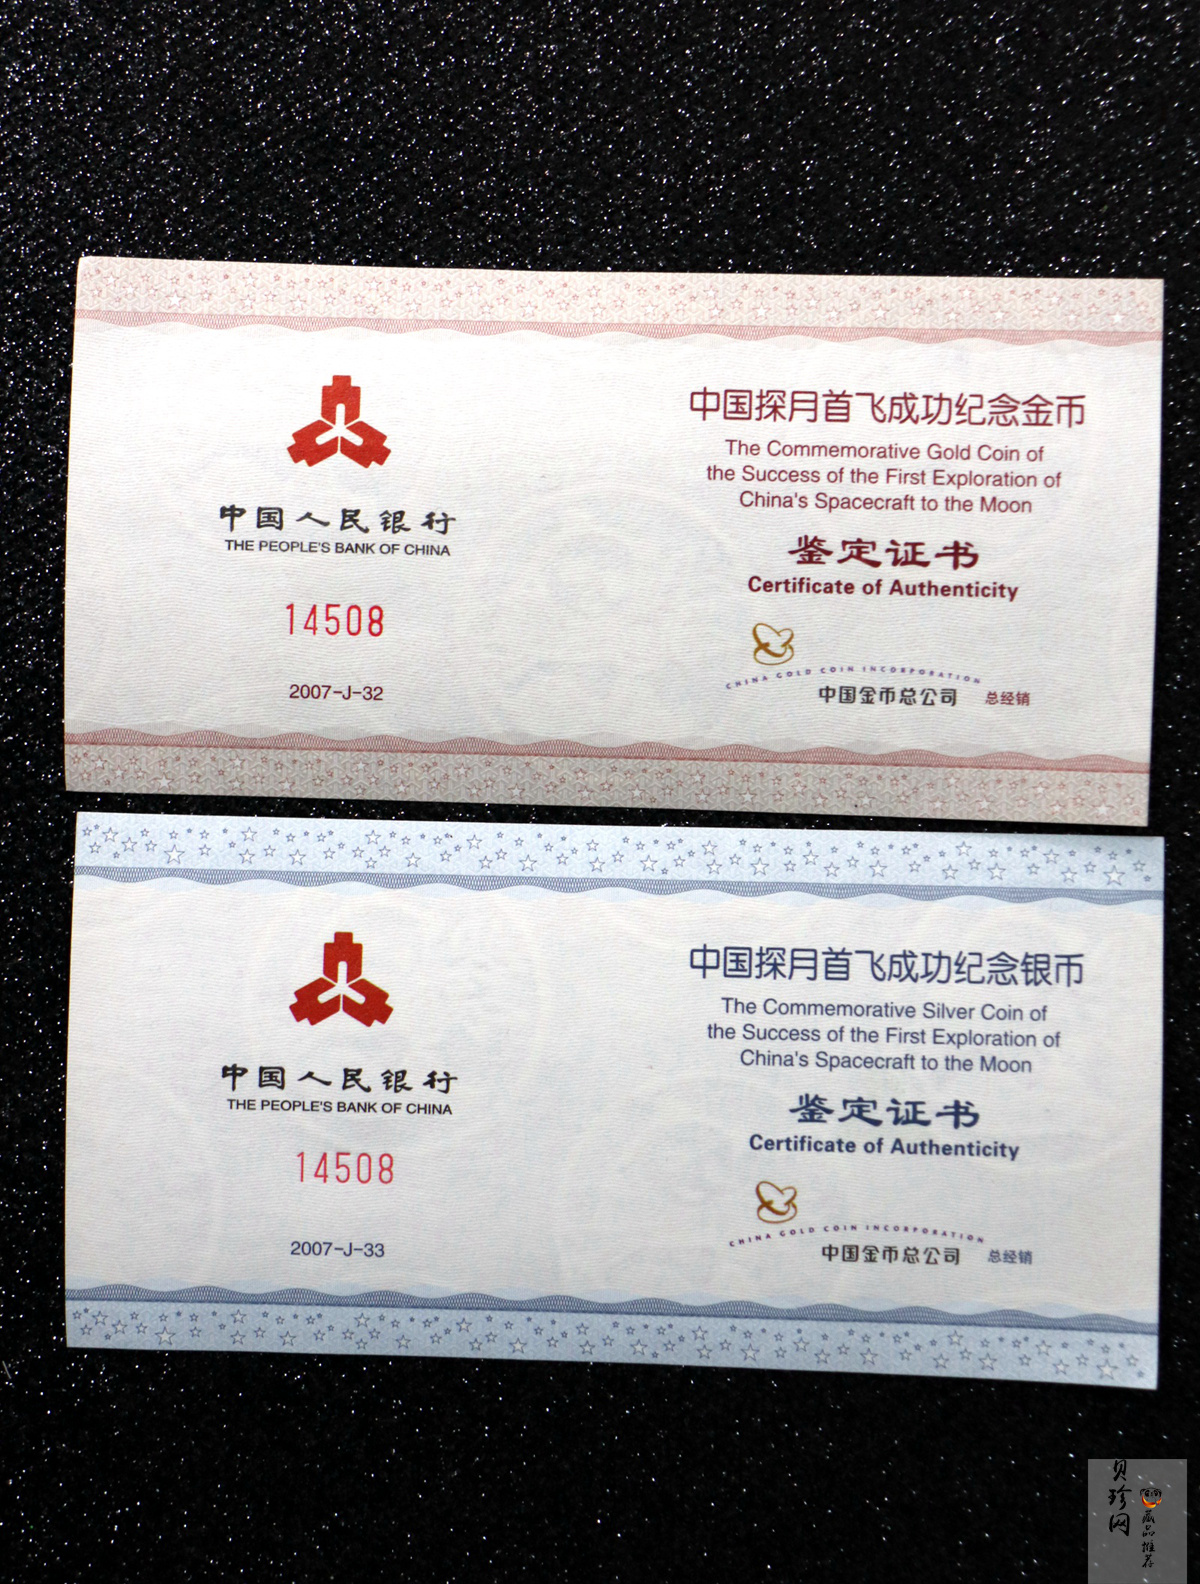 中国人民银行
THE PEOPLE'S BANK OF CHINA
14508
2007-J-32
中国探月首飞成功纪念金币
The Commemorative Gold Coin of
the Success of the First Exploration of
China's Spacecraft to the Moon
鉴定证书
Certificate of Authenticity
CHINA GOLD COIN INCORPORATION
中国金币总公司 总经销
中国人民银行
THE PEOPLE'S BANK OF CHINA
14508
2007-J-33
中国探月首飞成功纪念银币
The Commemorative Silver Coin of
the Success of the First Exploration of
China's Spacecraft to the Moon
鉴定证书
Certificate of Authenticity
CHINA GOLD COIN INCORPORATION
中国金币总公司 总经销
贝珍网
藏品推荐